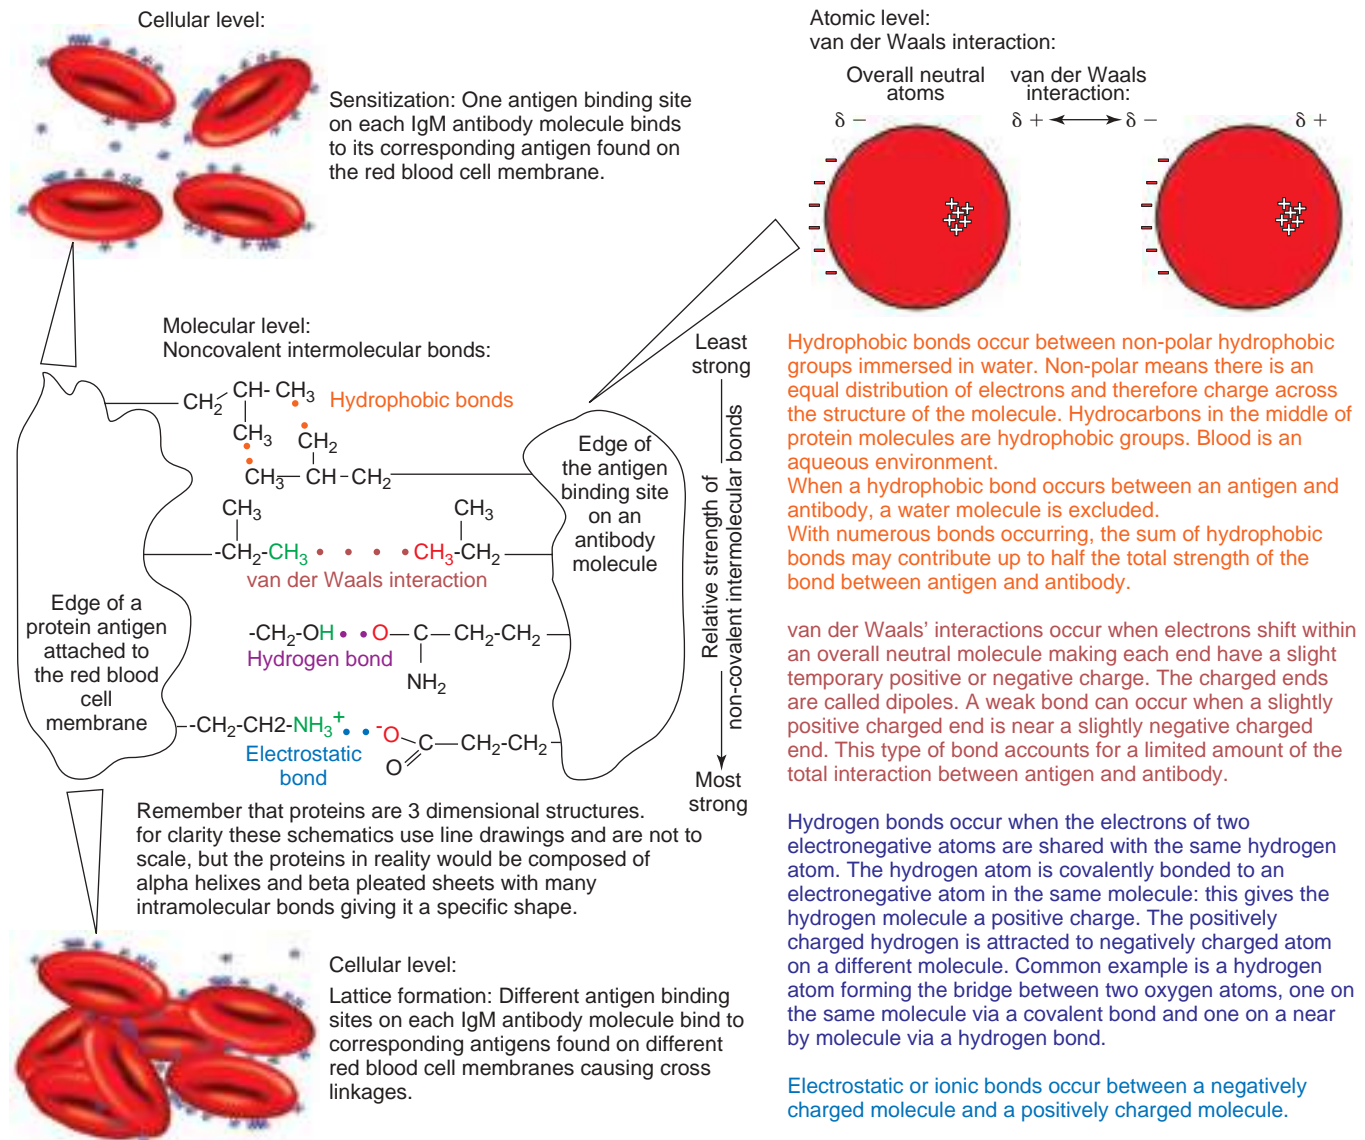 Cellular level:
Sensitization: One antigen binding site
on each IgM antibody molecule binds
to its corresponding antigen found on
the red blood cell membrane.
Atomic level:
van der Waals interaction:
Overall neutral
atoms
van der Waals
interaction:
δ −
δ +
δ −
δ +
Molecular level:
Noncovalent intermolecular bonds:
CH2
CH-CH3
CH3
Hydrophobic bonds
CH2
CH3-CH-CH2
CH3
-CH2-CH3
CH3
CH3
CH2
van der Waals interaction
-CH2-OH
O-C-CH2-CH2
NH2
Hydrogen bond
-CH2-CH2-NH3+
-O
C-CH2-CH2
O
Electrostatic
bond
Edge of a
protein antigen
attached to
the red blood
cell
membrane
Edge of
the antigen
binding site
on an
antibody
molecule
Least
strong
Relative strength of
non-covalent intermolecular bonds
Most
strong
Remember that proteins are 3 dimensional structures.
for clarity these schematics use line drawings and are not to
scale, but the proteins in reality would be composed of
alpha helixes and beta pleated sheets with many
intramolecular bonds giving it a specific shape.
Cellular level:
Lattice formation: Different antigen binding
sites on each IgM antibody molecule bind to
corresponding antigens found on different
red blood cell membranes causing cross
linkages.
Hydrophobic bonds occur between non-polar hydrophobic
groups immersed in water. Non-polar means there is an
equal distribution of electrons and therefore charge across
the structure of the molecule. Hydrocarbons in the middle of
protein molecules are hydrophobic groups. Blood is an
aqueous environment.
When a hydrophobic bond occurs between an antigen and
antibody, a water molecule is excluded.
With numerous bonds occurring, the sum of hydrophobic
bonds may contribute up to half the total strength of the
bond between antigen and antibody.
van der Waals' interactions occur when electrons shift within
an overall neutral molecule making each end have a slight
temporary positive or negative charge. The charged ends
are called dipoles. A weak bond can occur when a slightly
positive charged end is near a slightly negative charged
end. This type of bond accounts for a limited amount of the
total interaction between antigen and antibody.
Hydrogen bonds occur when the electrons of two
electronegative atoms are shared with the same hydrogen
atom. The hydrogen atom is covalently bonded to an
electronegative atom in the same molecule: this gives the
hydrogen molecule a positive charge. The positively
charged hydrogen is attracted to negatively charged atom
on a different molecule. Common example is a hydrogen
atom forming the bridge between two oxygen atoms, one on
the same molecule via a covalent bond and one on a near
by molecule via a hydrogen bond.
Electrostatic or ionic bonds occur between a negatively
charged molecule and a positively charged molecule.